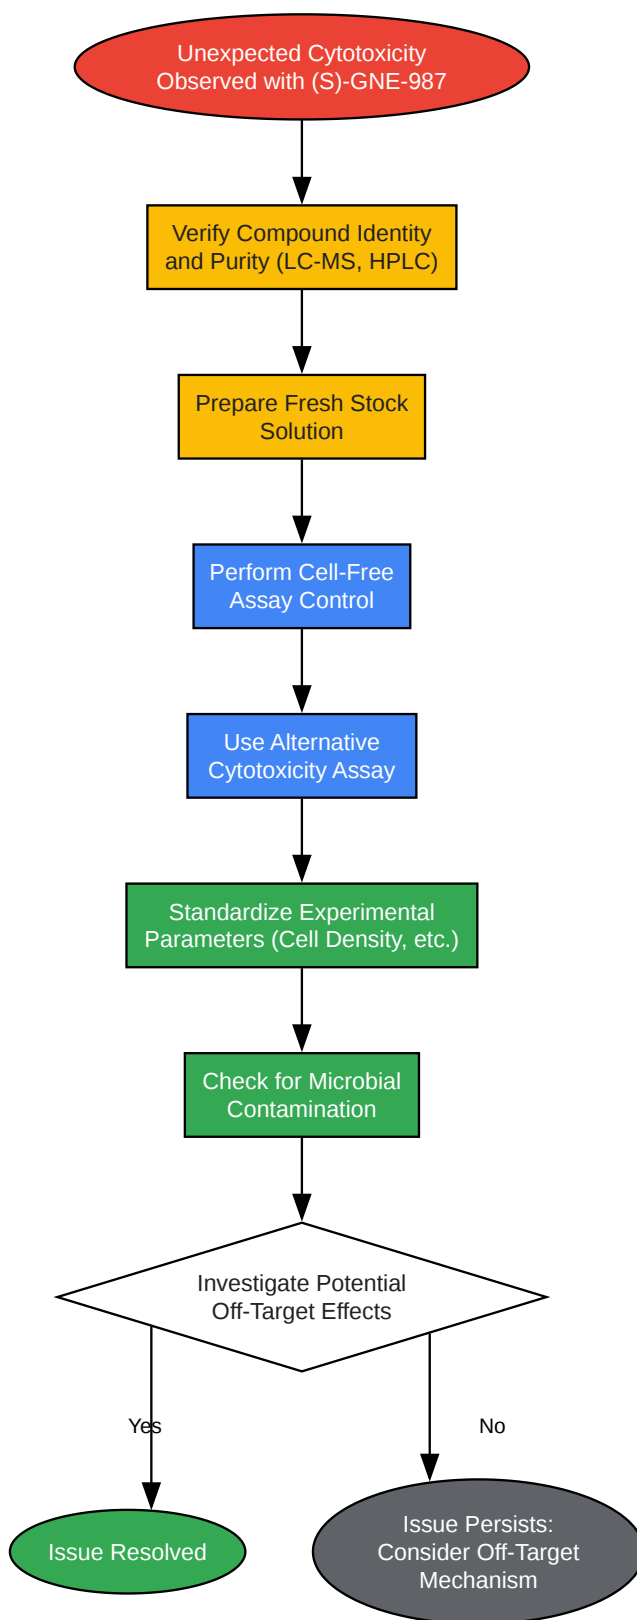 Unexpected Cytotoxicity
Observed with (S)-GNE-987
Verify Compound Identity
and Purity (LC-MS, HPLC)
Prepare Fresh Stock
Solution
Perform Cell-Free
Assay Control
Use Alternative
Cytotoxicity Assay
Standardize Experimental
Parameters (Cell Density, etc.)
Check for Microbial
Contamination
Investigate Potential
Off-Target Effects
Yes
No
Issue Resolved
Issue Persists:
Consider Off-Target
Mechanism